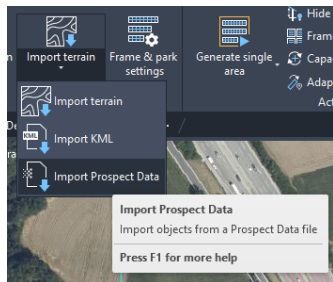 Import terrain
Frame & park
settings
Generate single
area
Hide
Fram
Capa
Adap
Act
Import terrain
KML
Import KML
Import Prospect Data
Import Prospect Data
Import objects from a Prospect Data file
Press F1 for more help